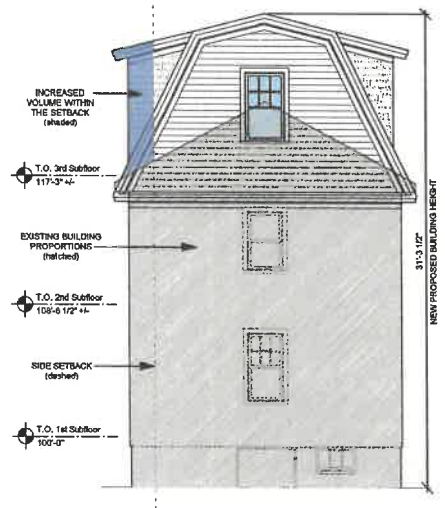 INCREASED
VOLUME WITHIN
THE SETBACK
(shaded)
T.O. 3rd Subfloor
117'-3" +/-
EXISTING BUILDING
PROPORTIONS
(hatched)
T.O. 2nd Subfloor
108'-8 1/2" +/-
SIDE SETBACK
(dashed)
T.O. 1st Subfloor
100'-0"
31'-3 1/2"
NEW PROPOSED BUILDING HEIGHT